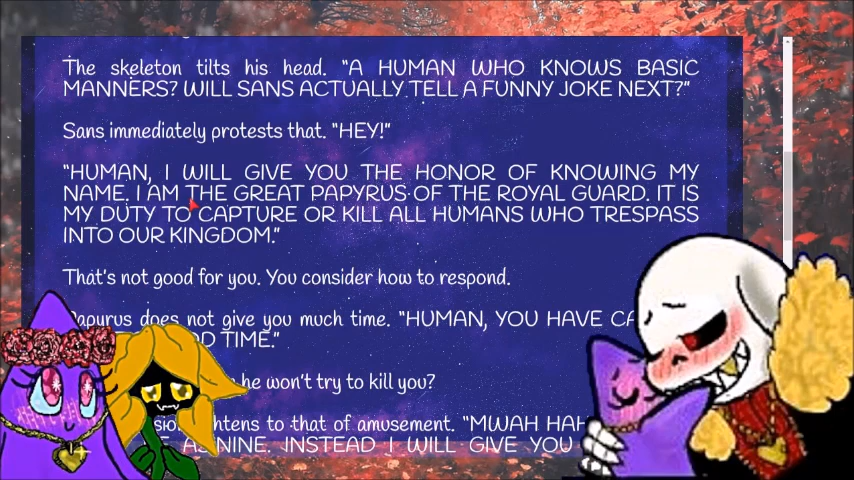 The skeleton tilts his head. "A HUMAN WHO KNOWS BASIC
MANNERS? WILL SANS ACTUALLY TELL A FUNNY JOKE NEXT?"
Sans immediately protests that. "HEY!"
"HUMAN, I WILL GIVE YOU THE HONOR OF KNOWING MY
NAME. I AM THE GREAT PAPYRUS OF THE ROYAL GUARD. IT IS
MY DUTY TO CAPTURE OR KILL ALL HUMANS WHO TRESPASS
INTO OUR KINGDOM."
That's not good for you. You consider how to respond.
Papyrus does not give you much time. "HUMAN, YOU HAVE
TIME."
he won't try to kill you?
to that of amusement. "MWAH HAH
NINE. INSTEAD I WILL GIVE YOU